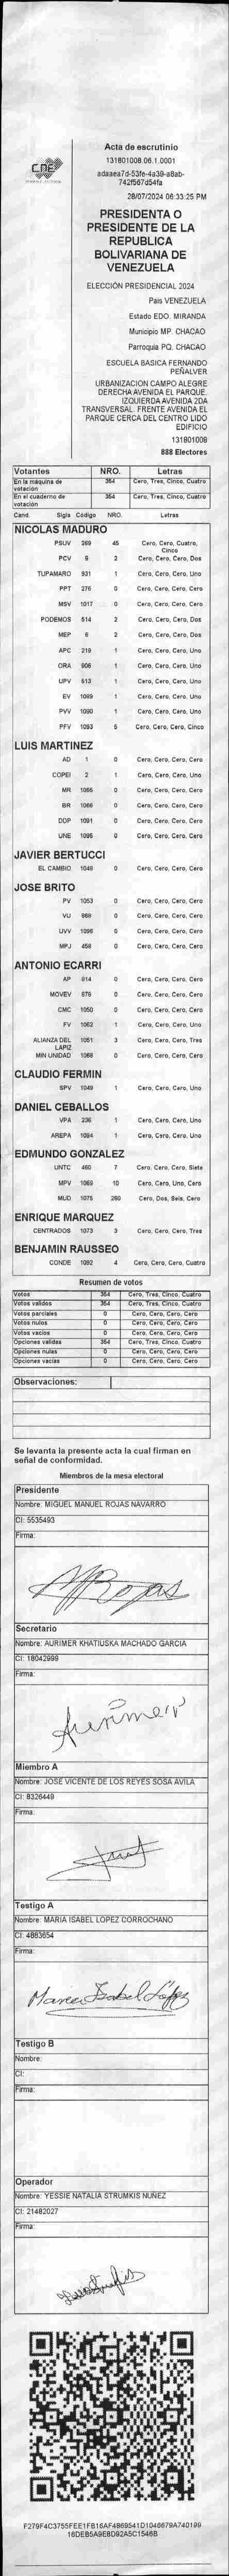 CNE
Acta de escrutinio
131801008.06.1.0001
adaaea7d-53fe-4a39-a8ab-
742f567d54fa
28/07/2024 06:33:25 PM
PRESIDENTA O
PRESIDENTE DE LA
REPUBLICA
BOLIVARIANA DE
VENEZUELA
ELECCIÓN PRESIDENCIAL 2024
Pais VENEZUELA
Estado EDO. MIRANDA
Municipio MP. CHACAO
Parroquia PQ. CHACAO
ESCUELA BASICA FERNANDO
PEÑALVER
URBANIZACION CAMPO ALEGRE
DERECHA AVENIDA EL PARQUE.
IZQUIERDA AVENIDA 2DA
TRANSVERSAL. FRENTE AVENIDA EL
PARQUE CERCA DEL CENTRO LIDO
EDIFICIO
131801008
888 Electores
Votantes NRO. Letras
En la máquina de votación 354 Cero, Tres, Cinco, Cuatro
En el cuaderno de votación 354 Cero, Tres, Cinco, Cuatro
Cand. Sigla Código NRO. Letras
NICOLAS MADURO
PSUV 269 45 Cero, Cero, Cuatro, Cinco
PCV 9 2 Cero, Cero, Cero, Dos
TUPAMARO 931 1 Cero, Cero, Cero, Uno
PPT 276 0 Cero, Cero, Cero, Cero
MSV 1017 0 Cero, Cero, Cero, Cero
PODEMOS 514 2 Cero, Cero, Cero, Dos
MEP 6 2 Cero, Cero, Cero, Dos
APC 219 1 Cero, Cero, Cero, Uno
ORA 906 1 Cero, Cero, Cero, Uno
UPV 513 1 Cero, Cero, Cero, Uno
EV 1089 1 Cero, Cero, Cero, Uno
PVV 1090 1 Cero, Cero, Cero, Uno
PFV 1093 5 Cero, Cero, Cero, Cinco
LUIS MARTINEZ
AD 1 0 Cero, Cero, Cero, Cero
COPEI 2 1 Cero, Cero, Cero, Uno
MR 1065 0 Cero, Cero, Cero, Cero
BR 1066 0 Cero, Cero, Cero, Cero
DDP 1091 0 Cero, Cero, Cero, Cero
UNE 1095 0 Cero, Cero, Cero, Cero
JAVIER BERTUCCI
EL CAMBIO 1048 0 Cero, Cero, Cero, Cero
JOSE BRITO
PV 1053 0 Cero, Cero, Cero, Cero
VU 888 0 Cero, Cero, Cero, Cero
UVV 1096 0 Cero, Cero, Cero, Cero
MPJ 458 0 Cero, Cero, Cero, Cero
ANTONIO ECARRI
AP 914 0 Cero, Cero, Cero, Cero
MOVEV 876 0 Cero, Cero, Cero, Cero
CMC 1050 0 Cero, Cero, Cero, Cero
FV 1062 1 Cero, Cero, Cero, Uno
ALIANZA DEL LAPIZ 1051 3 Cero, Cero, Cero, Tres
MIN UNIDAD 1068 0 Cero, Cero, Cero, Cero
CLAUDIO FERMIN
SPV 1049 1 Cero, Cero, Cero, Uno
DANIEL CEBALLOS
VPA 236 1 Cero, Cero, Cero, Uno
AREPA 1094 1 Cero, Cero, Cero, Uno
EDMUNDO GONZALEZ
UNTC 460 7 Cero, Cero, Cero, Siete
MPV 1069 10 Cero, Cero, Uno, Cero
MUD 1075 260 Cero, Dos, Seis, Cero
ENRIQUE MARQUEZ
CENTRADOS 1073 3 Cero, Cero, Cero, Tres
BENJAMIN RAUSSEO
CONDE 1092 4 Cero, Cero, Cero, Cuatro
Resumen de votos
Votos 354 Cero, Tres, Cinco, Cuatro
Votos validos 354 Cero, Tres, Cinco, Cuatro
Votos parciales 0 Cero, Cero, Cero, Cero
Votos nulos 0 Cero, Cero, Cero, Cero
Votos vacios 0 Cero, Cero, Cero, Cero
Opciones validas 354 Cero, Tres, Cinco, Cuatro
Opciones nulas 0 Cero, Cero, Cero, Cero
Opciones vacias 0 Cero, Cero, Cero, Cero
Observaciones:
Se levanta la presente acta la cual firman en
señal de conformidad.
Miembros de la mesa electoral
Presidente
Nombre: MIGUEL MANUEL ROJAS NAVARRO
CI: 5535493
Firma:
Secretario
Nombre: AURIMER KHATIUSKA MACHADO GARCIA
CI: 18042999
Firma:
Aurimer
Miembro A
Nombre: JOSE VICENTE DE LOS REYES SOSA AVILA
CI: 8326449
Firma:
Testigo A
Nombre: MARIA ISABEL LOPEZ CORROCHANO
CI: 4883654
Firma:
Maria Isabel López
Testigo B
Nombre:
CI:
Firma:
Operador
Nombre: YESSIE NATALIA STRUMKIS NUÑEZ
CI: 21482027
Firma:
F279F4C3755FEE1FB16AF4869541D1046679A740199
16DEB5A9E8D92A5C1546B